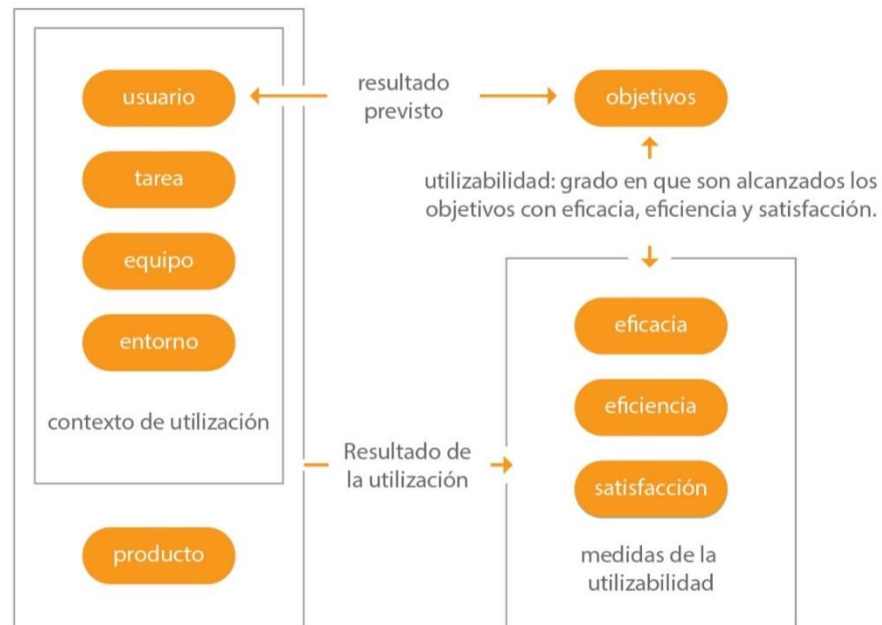 usuario
resultado
previsto
objetivos
tarea
utilizabilidad: grado en que son alcanzados los
objetivos con eficacia, eficiencia y satisfacción.
equipo
entorno
contexto de utilización
eficacia
eficiencia
Resultado de
la utilización
satisfacción
producto
medidas de la
utilizabilidad